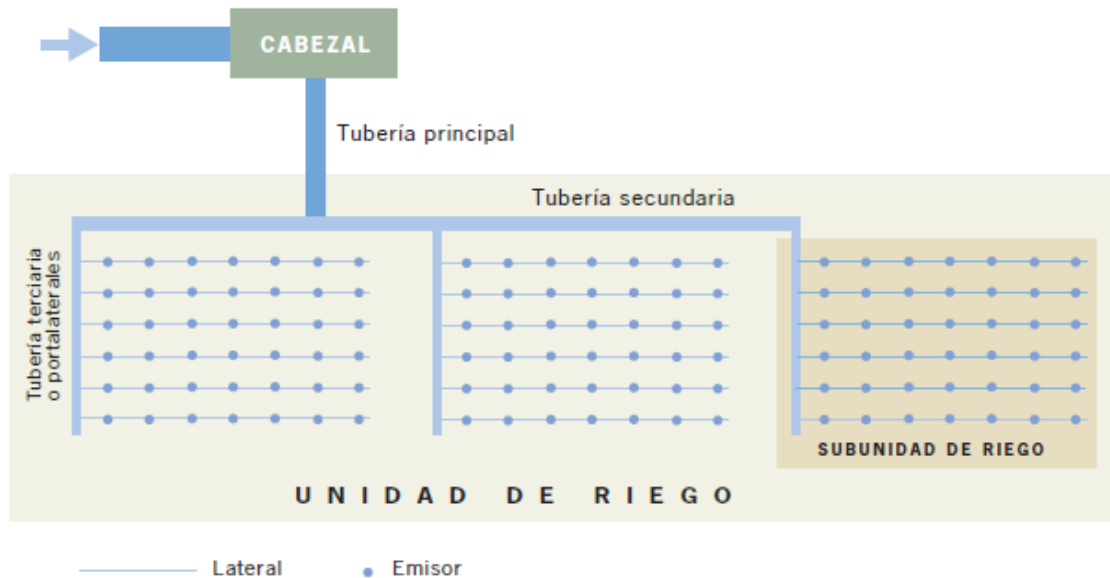 CABEZAL
Tubería principal
Tubería secundaria
Tubería terciaria
o portalaterales
SUBUNIDAD DE RIEGO
UNIDAD DE RIEGO
Lateral
Emisor